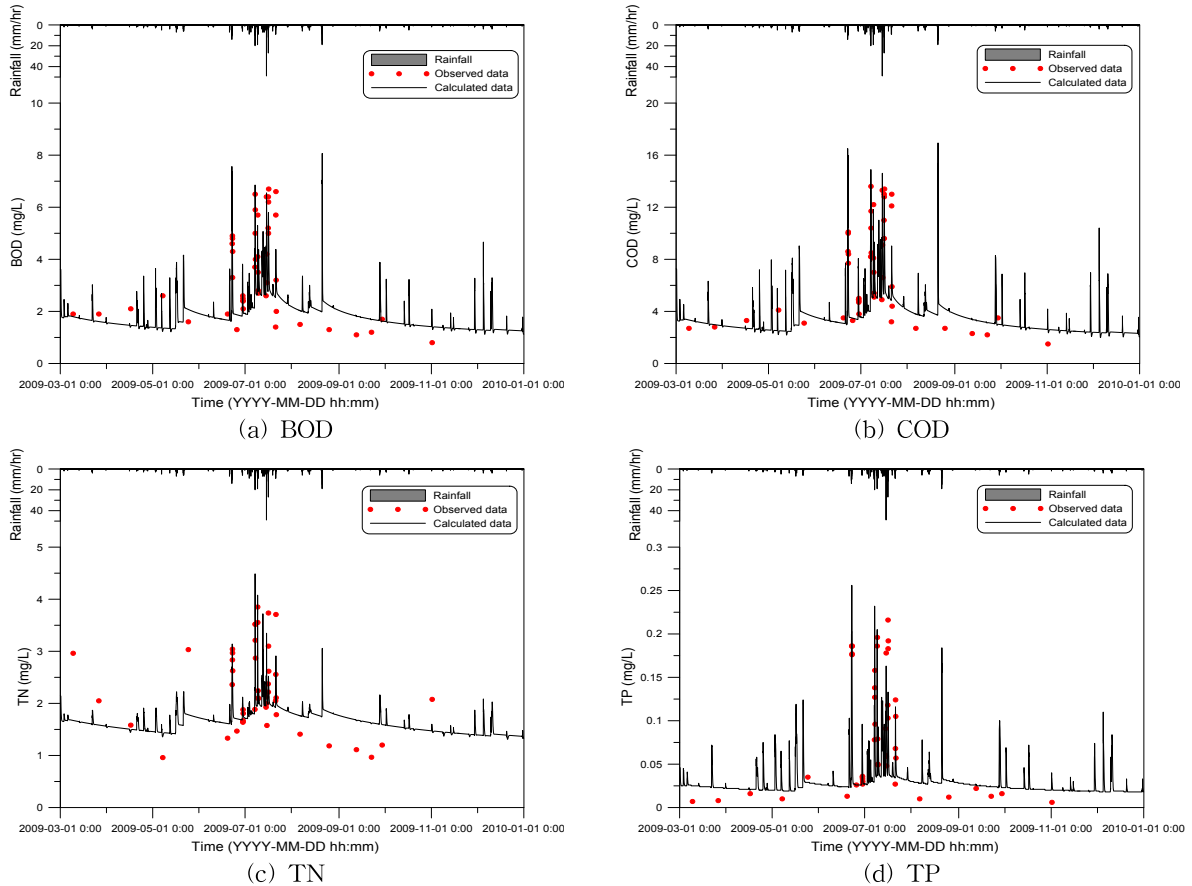 Rainfall (mm/hr)
0
20
40
Rainfall
Observed data
Calculated data
BOD (mg/L)
10
8
6
4
2
0
2009-03-01 0:00 2009-05-01 0:00 2009-07-01 0:00 2009-09-01 0:00 2009-11-01 0:00 2010-01-01 0:00
Time (YYYY-MM-DD hh:mm)
(a) BOD
Rainfall (mm/hr)
0
20
40
Rainfall
Observed data
Calculated data
COD (mg/L)
20
16
12
8
4
0
2009-03-01 0:00 2009-05-01 0:00 2009-07-01 0:00 2009-09-01 0:00 2009-11-01 0:00 2010-01-01 0:00
Time (YYYY-MM-DD hh:mm)
(b) COD
Rainfall (mm/hr)
0
20
40
Rainfall
Observed data
Calculated data
TN (mg/L)
5
4
3
2
1
0
2009-03-01 0:00 2009-05-01 0:00 2009-07-01 0:00 2009-09-01 0:00 2009-11-01 0:00 2010-01-01 0:00
Time (YYYY-MM-DD hh:mm)
(c) TN
Rainfall (mm/hr)
0
20
40
Rainfall
Observed data
Calculated data
TP (mg/L)
0.3
0.25
0.2
0.15
0.1
0.05
0
2009-03-01 0:00 2009-05-01 0:00 2009-07-01 0:00 2009-09-01 0:00 2009-11-01 0:00 2010-01-01 0:00
Time (YYYY-MM-DD hh:mm)
(d) TP